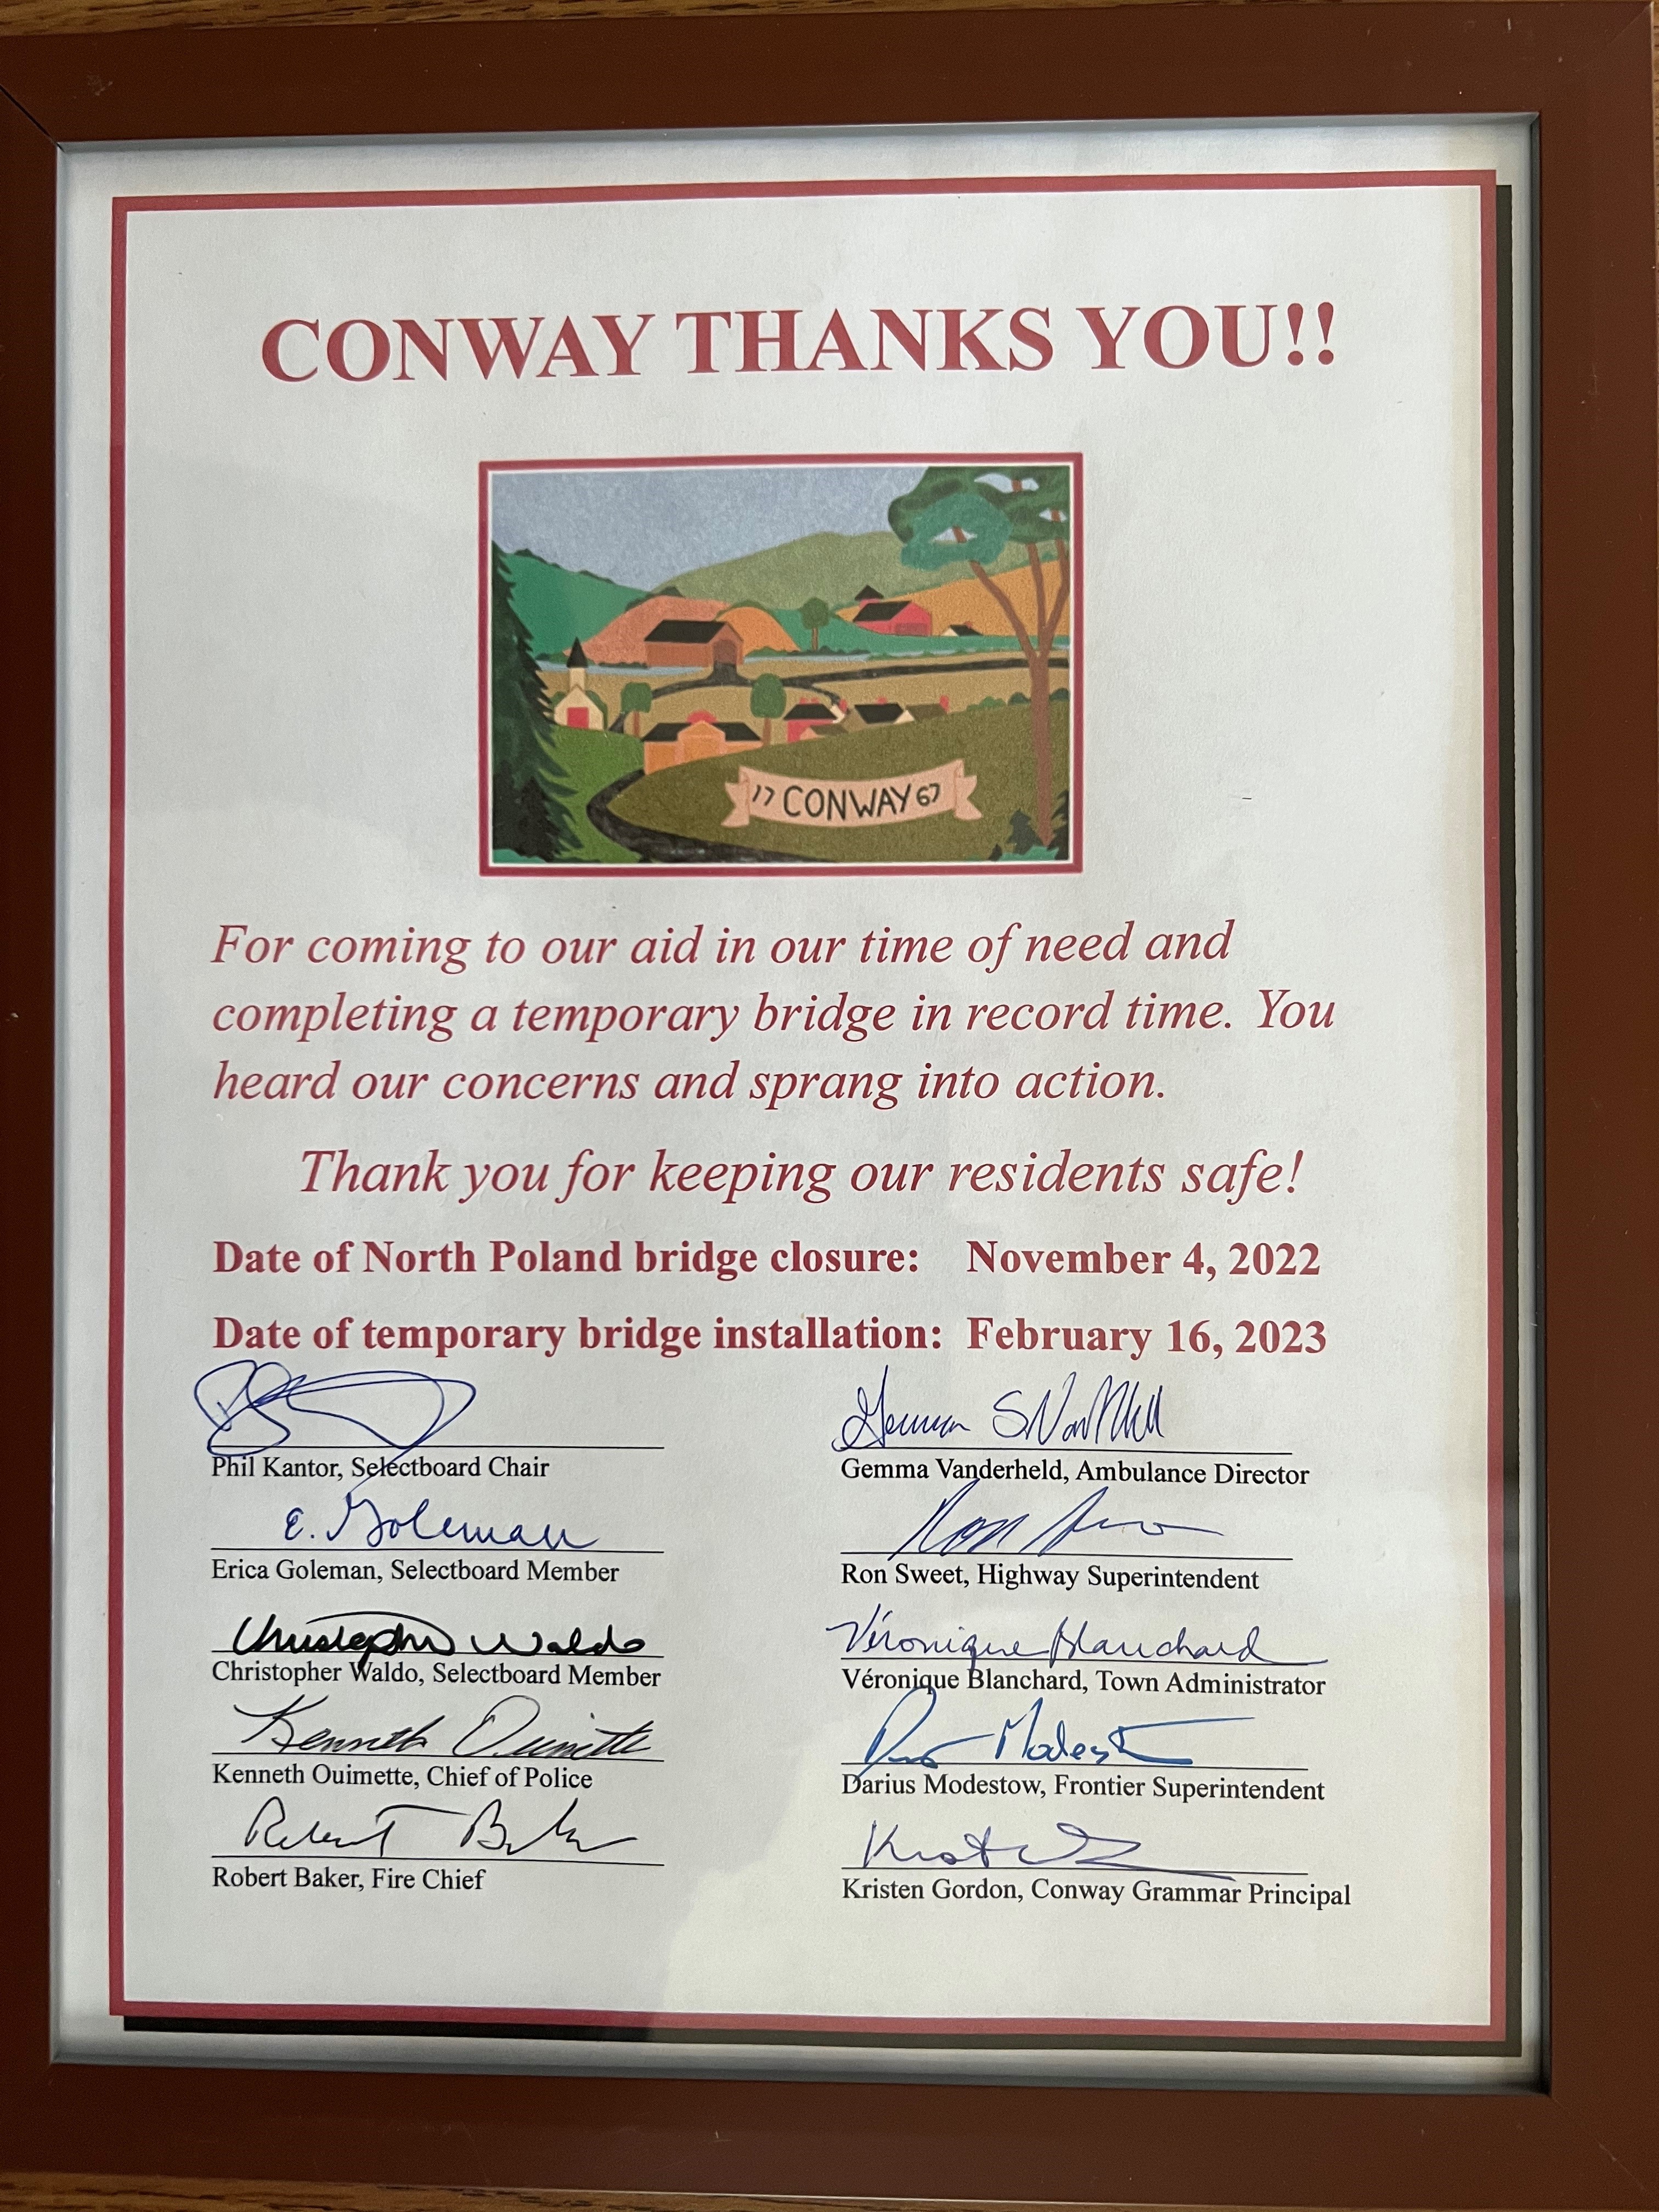 CONWAY THANKS YOU!!
17 CONWAY 67
For coming to our aid in our time of need and
completing a temporary bridge in record time. You
heard our concerns and sprang into action.
Thank you for keeping our residents safe!
Date of North Poland bridge closure: November 4, 2022
Date of temporary bridge installation: February 16, 2023
Phil Kantor, Selectboard Chair
E. Goleman
Erica Goleman, Selectboard Member
Christopher Waldo
Christopher Waldo, Selectboard Member
Kenneth Ouimette
Kenneth Ouimette, Chief of Police
Robert Baker
Robert Baker, Fire Chief
Gemma Vanderheld, Ambulance Director
Ron
Ron Sweet, Highway Superintendent
Véronique Blanchard
Véronique Blanchard, Town Administrator
Darius Modestow, Frontier Superintendent
Kristen Gordon, Conway Grammar Principal